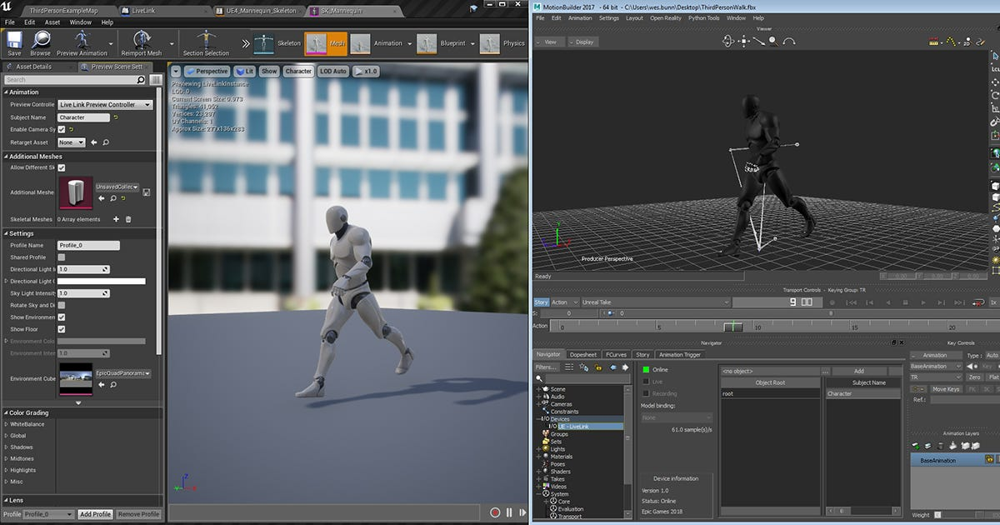 ThirdPersonExampleMap
LiveLink
UE4_Mannequin_Skeleton
SK_Mannequin
File Edit Asset Window Help
Save
Browse
Preview Animation
Reimport Mesh
Section Selection
Skeleton
Mesh
Animation
Blueprint
Physics
Asset Details
Preview Scene Sett
Search
Animation
Preview Controlle
Live Link Preview Controller
Subject Name
Character
Enable Camera Sy
Retarget Asset
None
Additional Meshes
Allow Different Sk
Additional Meshe
UnsavedCollec
Skeletal Meshes
0 Array elements
Settings
Profile Name
Profile_0
Shared Profile
Directional Light I
1.0
Directional Light C
Sky Light Intensity
1.0
Rotate Sky and Di
Show Environmen
Show Floor
Environment Colo
Environment Inter
1.0
Environment Cube
EpicQuadPanorama
Color Grading
WhiteBalance
Global
Shadows
Midtones
Highlights
Misc
Lens
Profile
Profile_0
Add Profile
Remove Profile
Perspective
Lit
Show
Character
LOD Auto
x1.0
Previewing LiveLinkInstance
LOD: 0
Current Screen Size: 0.973
Triangles: 41,052
Vertices: 23,297
UV Channels: 1
Approx Size: 277x136x283
Z
MotionBuilder 2017 - 64 bit - C:\Users\wes.bunn\Desktop\ThirdPersonWalk.fbx
File Edit Animation Settings Layout Open Reality Python Tools Window Help
Viewer
View
Display
Producer Perspective
Ready
Transport Controls - Keying Group: TR
Story
Action
Unreal Take
9 00
1x
S:
0
0
Action
0
5
10
15
20
Navigator
Key Controls
Navigator
Dopesheet
FCurves
Story
Animation Trigger
Filters...
Scene
Audio
Cameras
Constraints
Devices
UE - LiveLink
Groups
Sets
Lights
Materials
Poses
Shaders
Takes
Videos
System
Core
Evaluation
Transport
Online
Live
Recording
Model binding:
None
61.0 sample(s)/s
Device information
Version 1.0
Status: Online
Epic Games 2018
<no object>
...
Add
Object Root
Subject Name
root
Character
Animation
Type :
Auto
BaseAnimation
Key
TR
Zero
Flat
Move Keys
FK
IK
Ref.:
Animation Layers
BaseAnimation
Weight